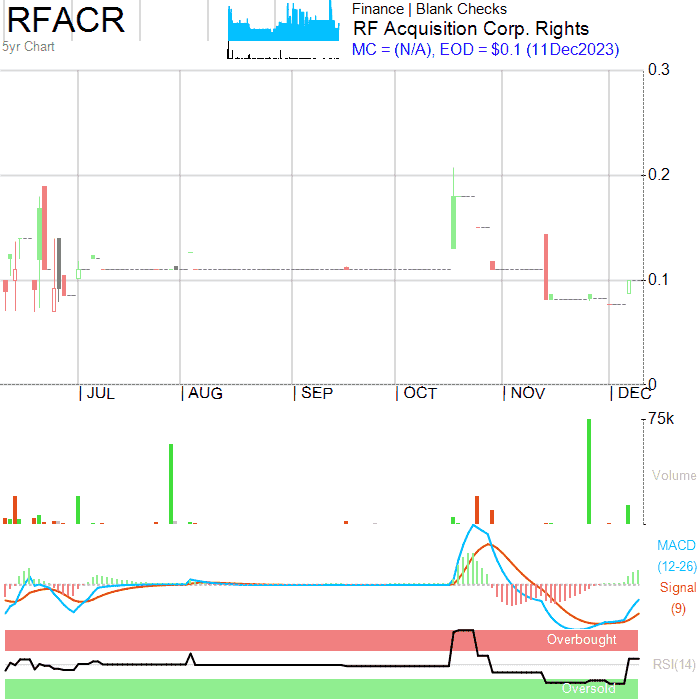 RFACR
5yr Chart
Finance | Blank Checks
RF Acquisition Corp. Rights
MC = (N/A), EOD = $0.1 (11Dec2023)
0.3
0.2
0.1
0
JUL
AUG
SEP
OCT
NOV
DEC
75k
Volume
MACD
(12-26)
Signal
(9)
Overbought
RSI(14)
Oversold